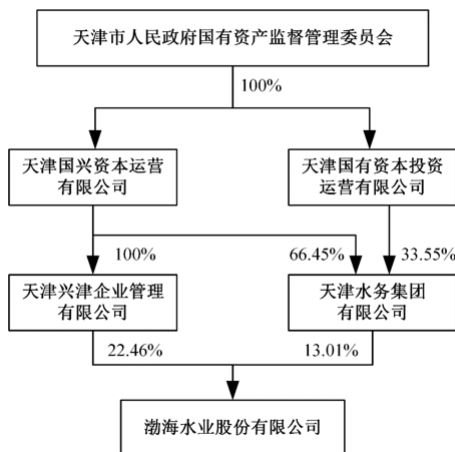 天津市人民政府国有资产监督管理委员会
100%
天津国兴资本运营
有限公司
天津国有资本投资
运营有限公司
100%
66.45%
33.55%
天津兴津企业管理
有限公司
天津水务集团
有限公司
22.46%
13.01%
渤海水业股份有限公司